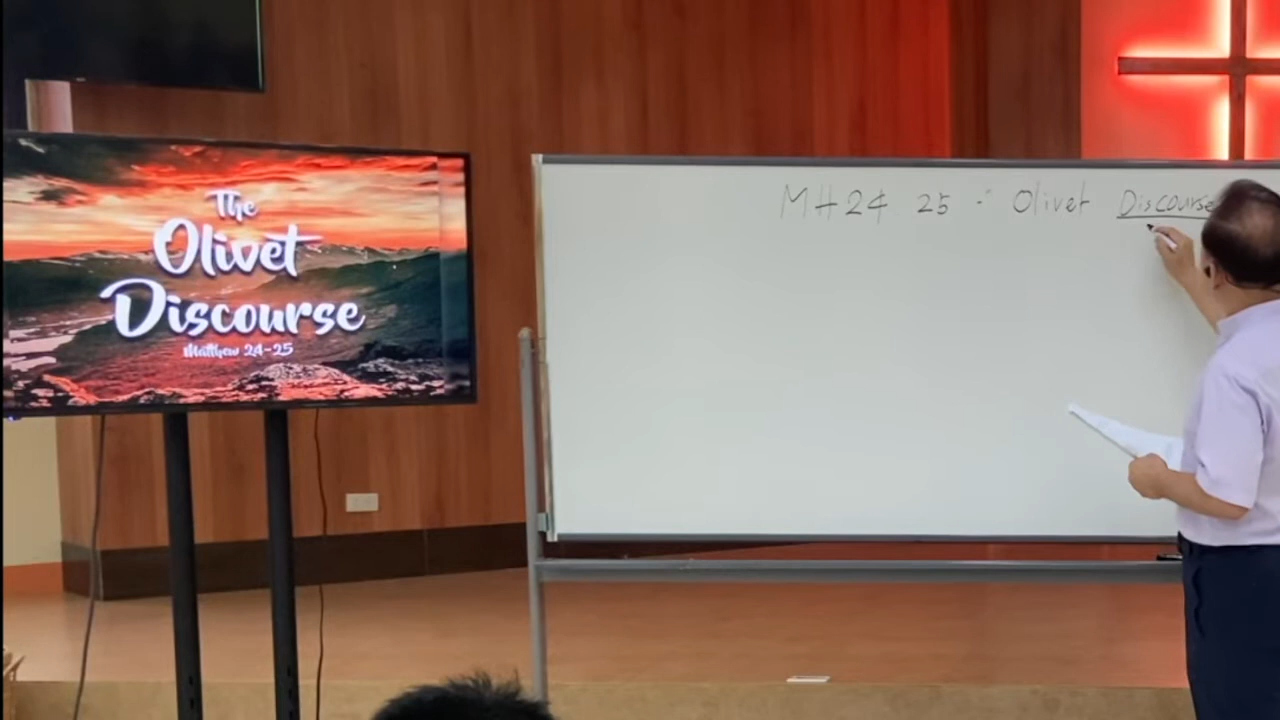 The
Olivet
Discourse
Matthew 24-25
Mt 24 25 - Olivet Discourse